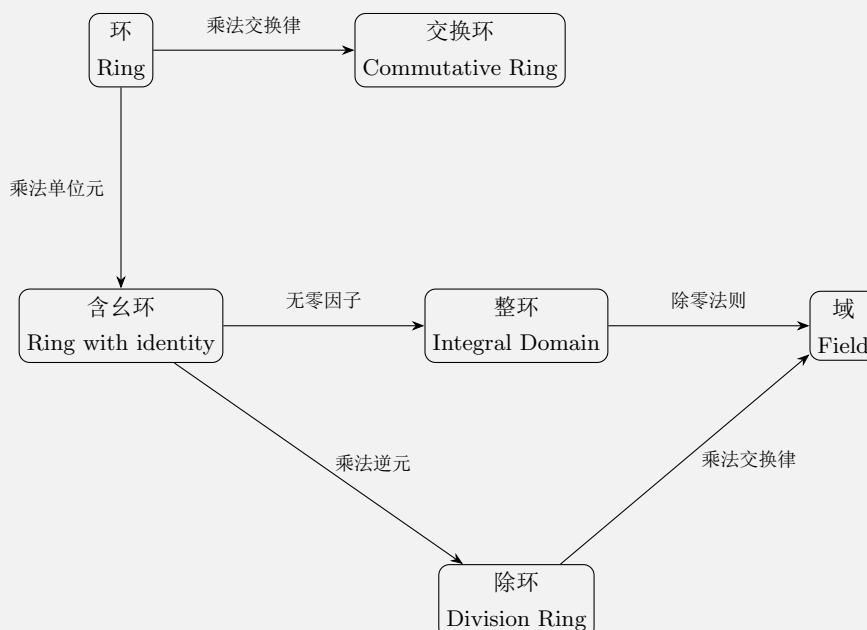 环
Ring
乘法交换律
交换环
Commutative Ring
乘法单位元
含幺环
Ring with identity
无零因子
整环
Integral Domain
除零法则
域
Field
乘法逆元
乘法交换律
除环
Division Ring